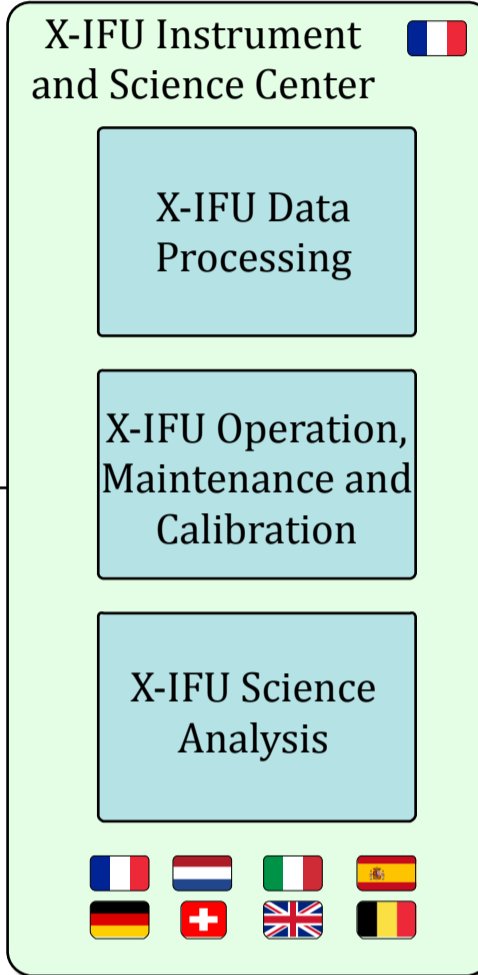 X-IFU Instrument
and Science Center
X-IFU Data
Processing
X-IFU Operation,
Maintenance and
Calibration
X-IFU Science
Analysis